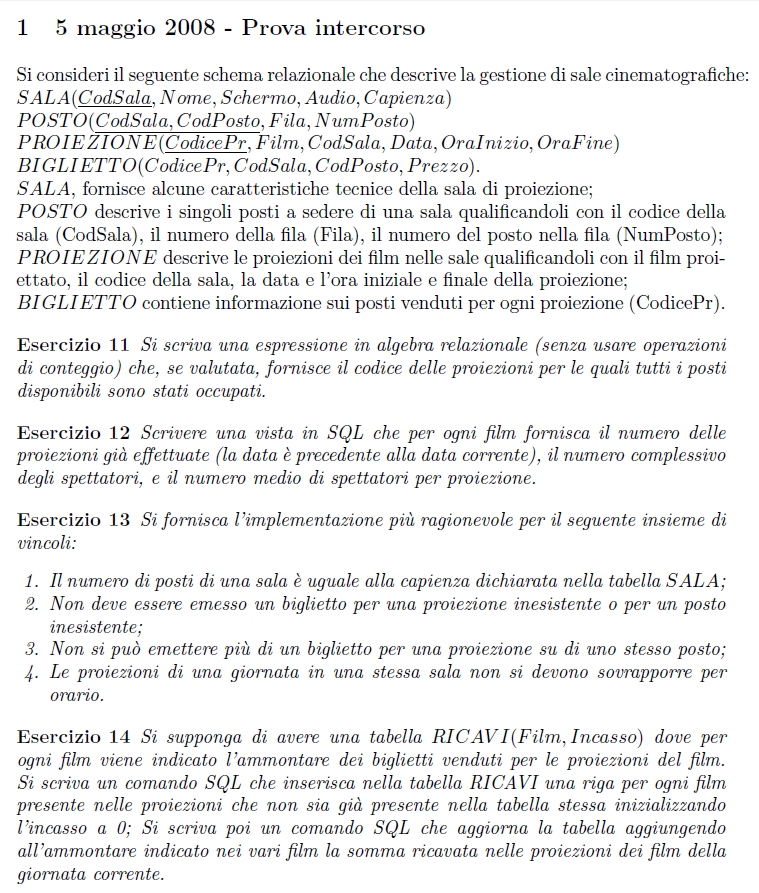 1 5 maggio 2008 - Prova intercorso
Si consideri il seguente schema relazionale che descrive la gestione di sale cinematografiche:
SALA(CodSala, Nome, Schermo, Audio, Capienza)
POSTO(CodSala, CodPosto, Fila, NumPosto)
PROIEZIONE(CodicePr, Film, CodSala, Data, OraInizio, OraFine)
BIGLIETTO(CodicePr, CodSala, CodPosto, Prezzo).
SALA, fornisce alcune caratteristiche tecnice della sala di proiezione;
POSTO descrive i singoli posti a sedere di una sala qualificandoli con il codice della
sala (CodSala), il numero della fila (Fila), il numero del posto nella fila (NumPosto);
PROIEZIONE descrive le proiezioni dei film nelle sale qualificandoli con il film proi-
ettato, il codice della sala, la data e l'ora iniziale e finale della proiezione;
BIGLIETTO contiene informazione sui posti venduti per ogni proiezione (CodicePr).
Esercizio 11 Si scriva una espressione in algebra relazionale (senza usare operazioni
di conteggio) che, se valutata, fornisce il codice delle proiezioni per le quali tutti i posti
disponibili sono stati occupati.
Esercizio 12 Scrivere una vista in SQL che per ogni film fornisca il numero delle
proiezioni già effettuate (la data è precedente alla data corrente), il numero complessivo
degli spettatori, e il numero medio di spettatori per proiezione.
Esercizio 13 Si fornisca l'implementazione più ragionevole per il seguente insieme di
vincoli:
1. Il numero di posti di una sala è uguale alla capienza dichiarata nella tabella SALA;
2. Non deve essere emesso un biglietto per una proiezione inesistente o per un posto
inesistente;
3. Non si può emettere più di un biglietto per una proiezione su di uno stesso posto;
4. Le proiezioni di una giornata in una stessa sala non si devono sovrapporre per
orario.
Esercizio 14 Si supponga di avere una tabella RICAVI(Film, Incasso) dove per
ogni film viene indicato l'ammontare dei biglietti venduti per le proiezioni del film.
Si scriva un comando SQL che inserisca nella tabella RICAVI una riga per ogni film
presente nelle proiezioni che non sia già presente nella tabella stessa inizializzando
l'incasso a 0; Si scriva poi un comando SQL che aggiorna la tabella aggiungendo
all'ammontare indicato nei vari film la somma ricavata nelle proiezioni dei film della
giornata corrente.